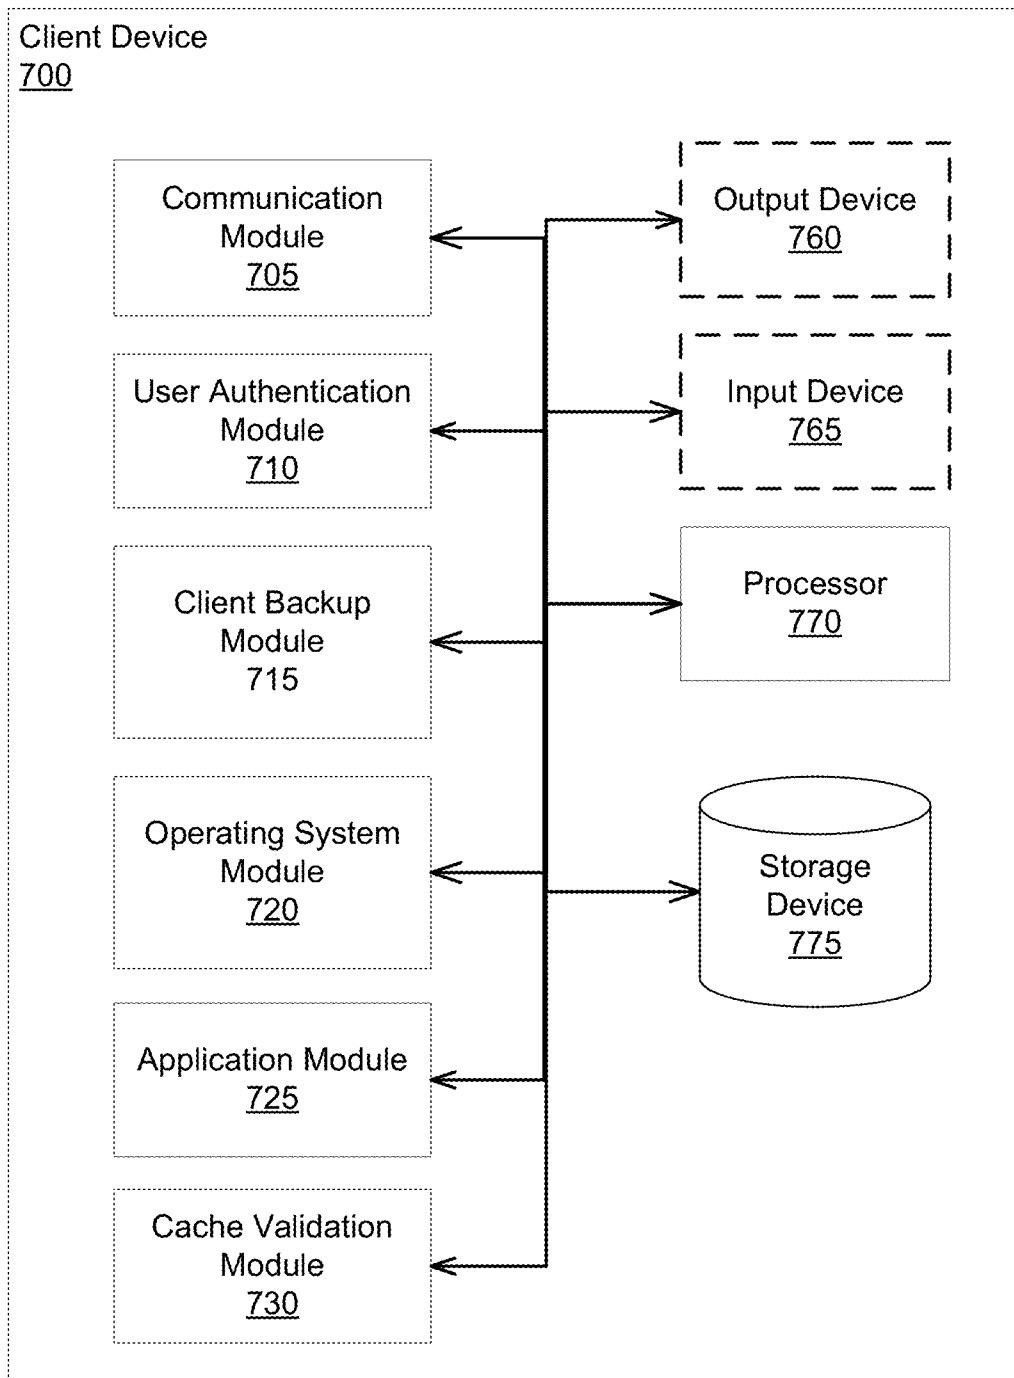 Client Device
700
Communication
Module
705
User Authentication
Module
710
Client Backup
Module
715
Operating System
Module
720
Application Module
725
Cache Validation
Module
730
Output Device
760
Input Device
765
Processor
770
Storage
Device
775